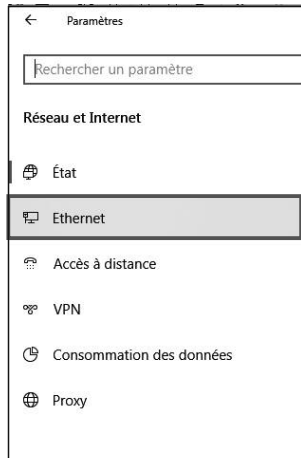 Paramètres
Rechercher un paramètre
Réseau et Internet
État
Ethernet
Accès à distance
VPN
Consommation des données
Proxy